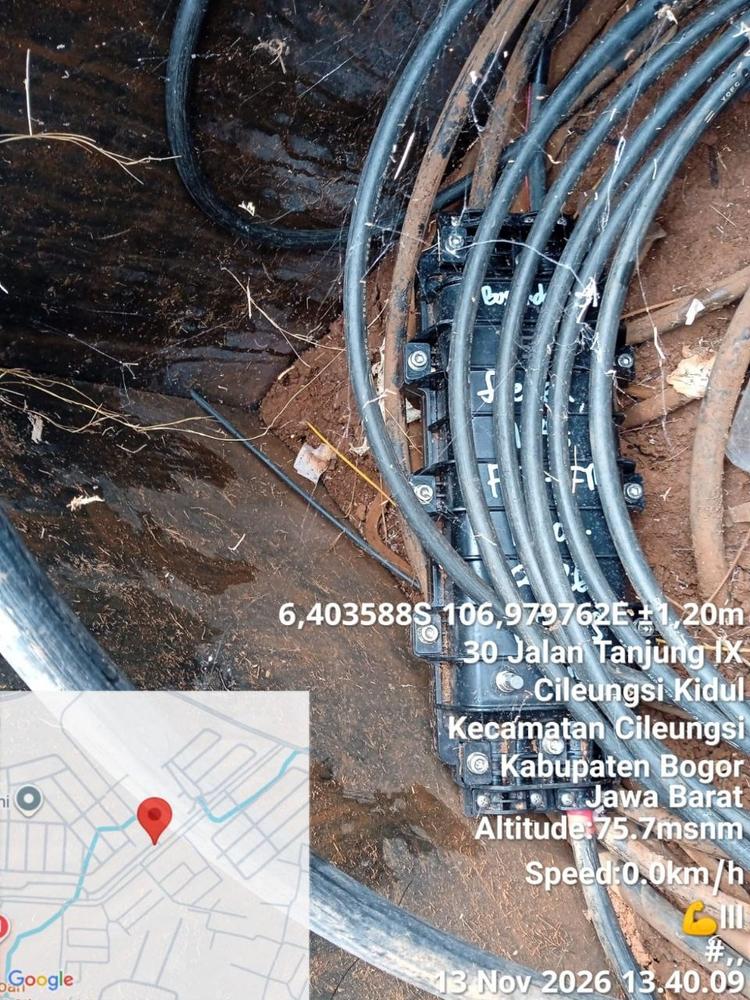 6,403588S 106,979762E ±1,20m
30 Jalan Tanjung IX
Cileungsi Kidul
Kecamatan Cileungsi
Kabupaten Bogor
Jawa Barat
Altitude:75.7msnm
Speed:0.0km/h
💪III
#,,
13 Nov 2026 13.40.09
Google